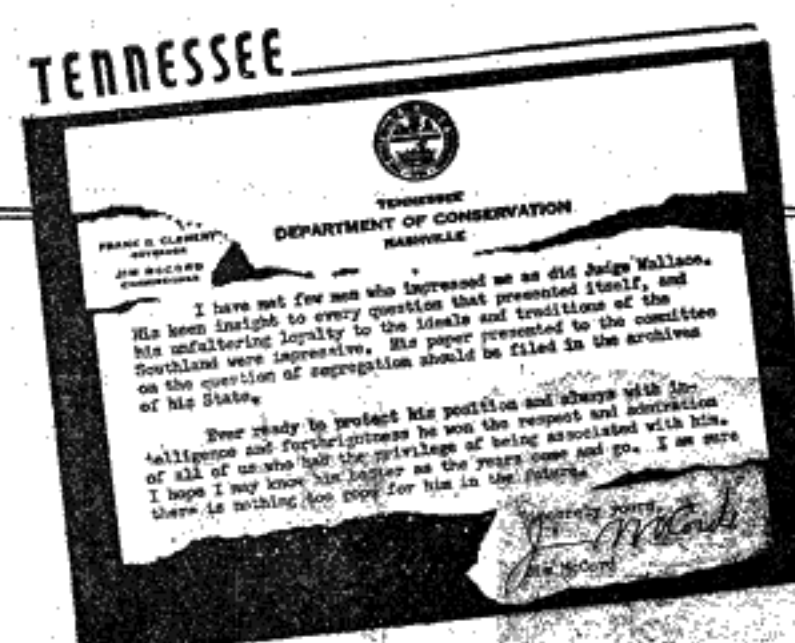 TENNESSEE
TENNESSEE
DEPARTMENT OF CONSERVATION
NASHVILLE
FRANK G. CLEMENT
GOVERNOR
JIM McCORD
COMMISSIONER
I have met few men who impressed me as did Judge Wallace.
His keen insight to every question that presented itself, and
his unfaltering loyalty to the ideals and traditions of the
Southland were impressive. His paper presented to the committee
on the question of segregation should be filed in the archives
of his State.
Ever ready to protect his position and always with in-
telligence and forthrightness he won the respect and admiration
of all of us who had the privilege of being associated with him.
I hope I may know him better as the years come and go. I am sure
there is nothing too good for him in the future.
Sincerely yours,
Jim McCord
Jim McCord